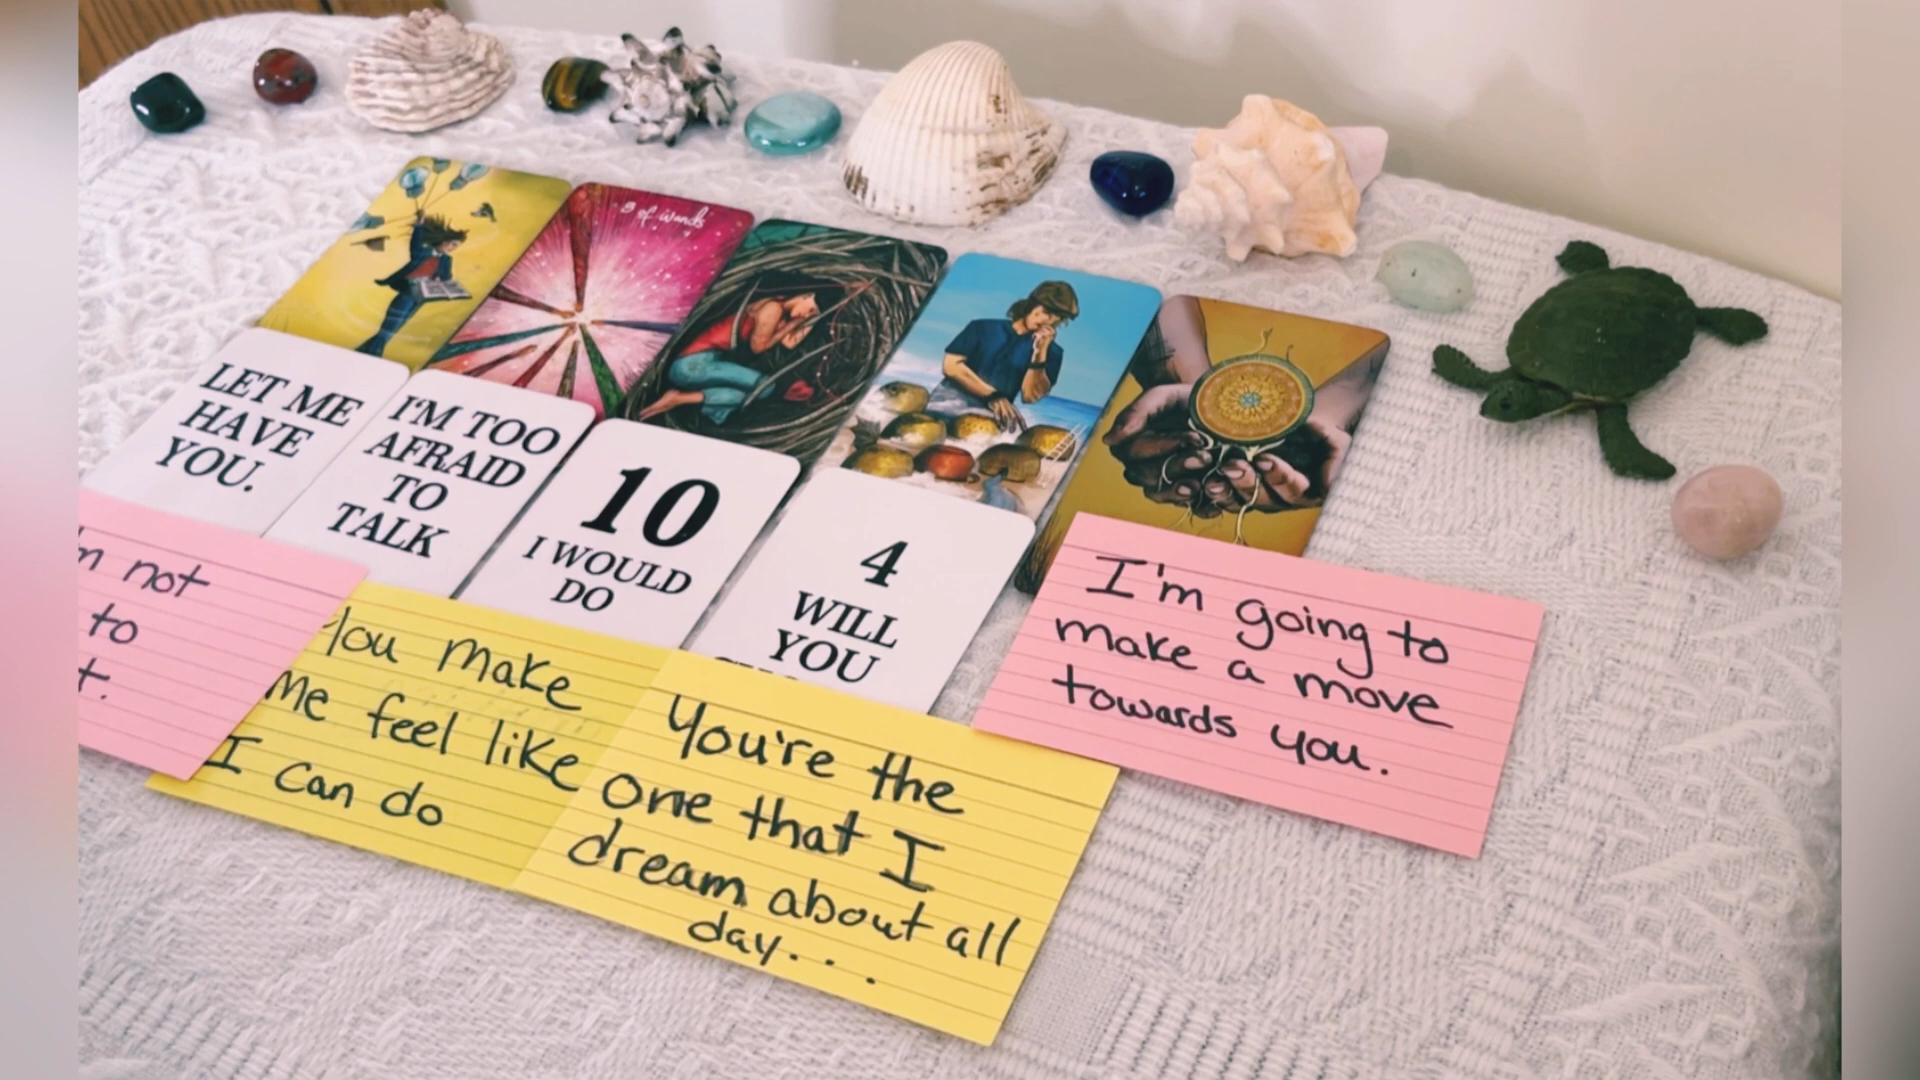 8 of wands
LET ME
HAVE
YOU.
I'M TOO
AFRAID
TO
TALK
10
I WOULD
DO
4
WILL
YOU
not
to
You make
Me feel like
I can do
You're the
one that I
dream about all
day. . . .
I'm going to
make a move
towards you.